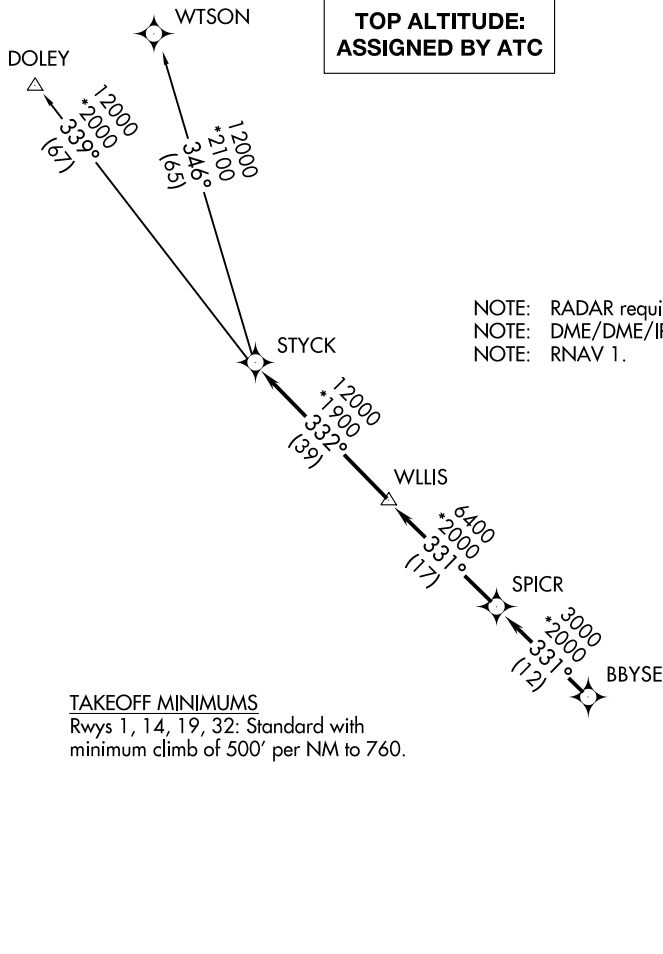 WTSON
TOP ALTITUDE:
ASSIGNED BY ATC
DOLEY
12000
*2000
339°
(67)
12000
*2100
346°
(65)
NOTE: RADAR requi
NOTE: DME/DME/I
NOTE: RNAV 1.
STYCK
12000
*1900
332°
(39)
WLLIS
6400
*2000
331°
(17)
SPICR
3000
*2000
331°
(12)
BBYSE
TAKEOFF MINIMUMS
Rwys 1, 14, 19, 32: Standard with
minimum climb of 500' per NM to 760.